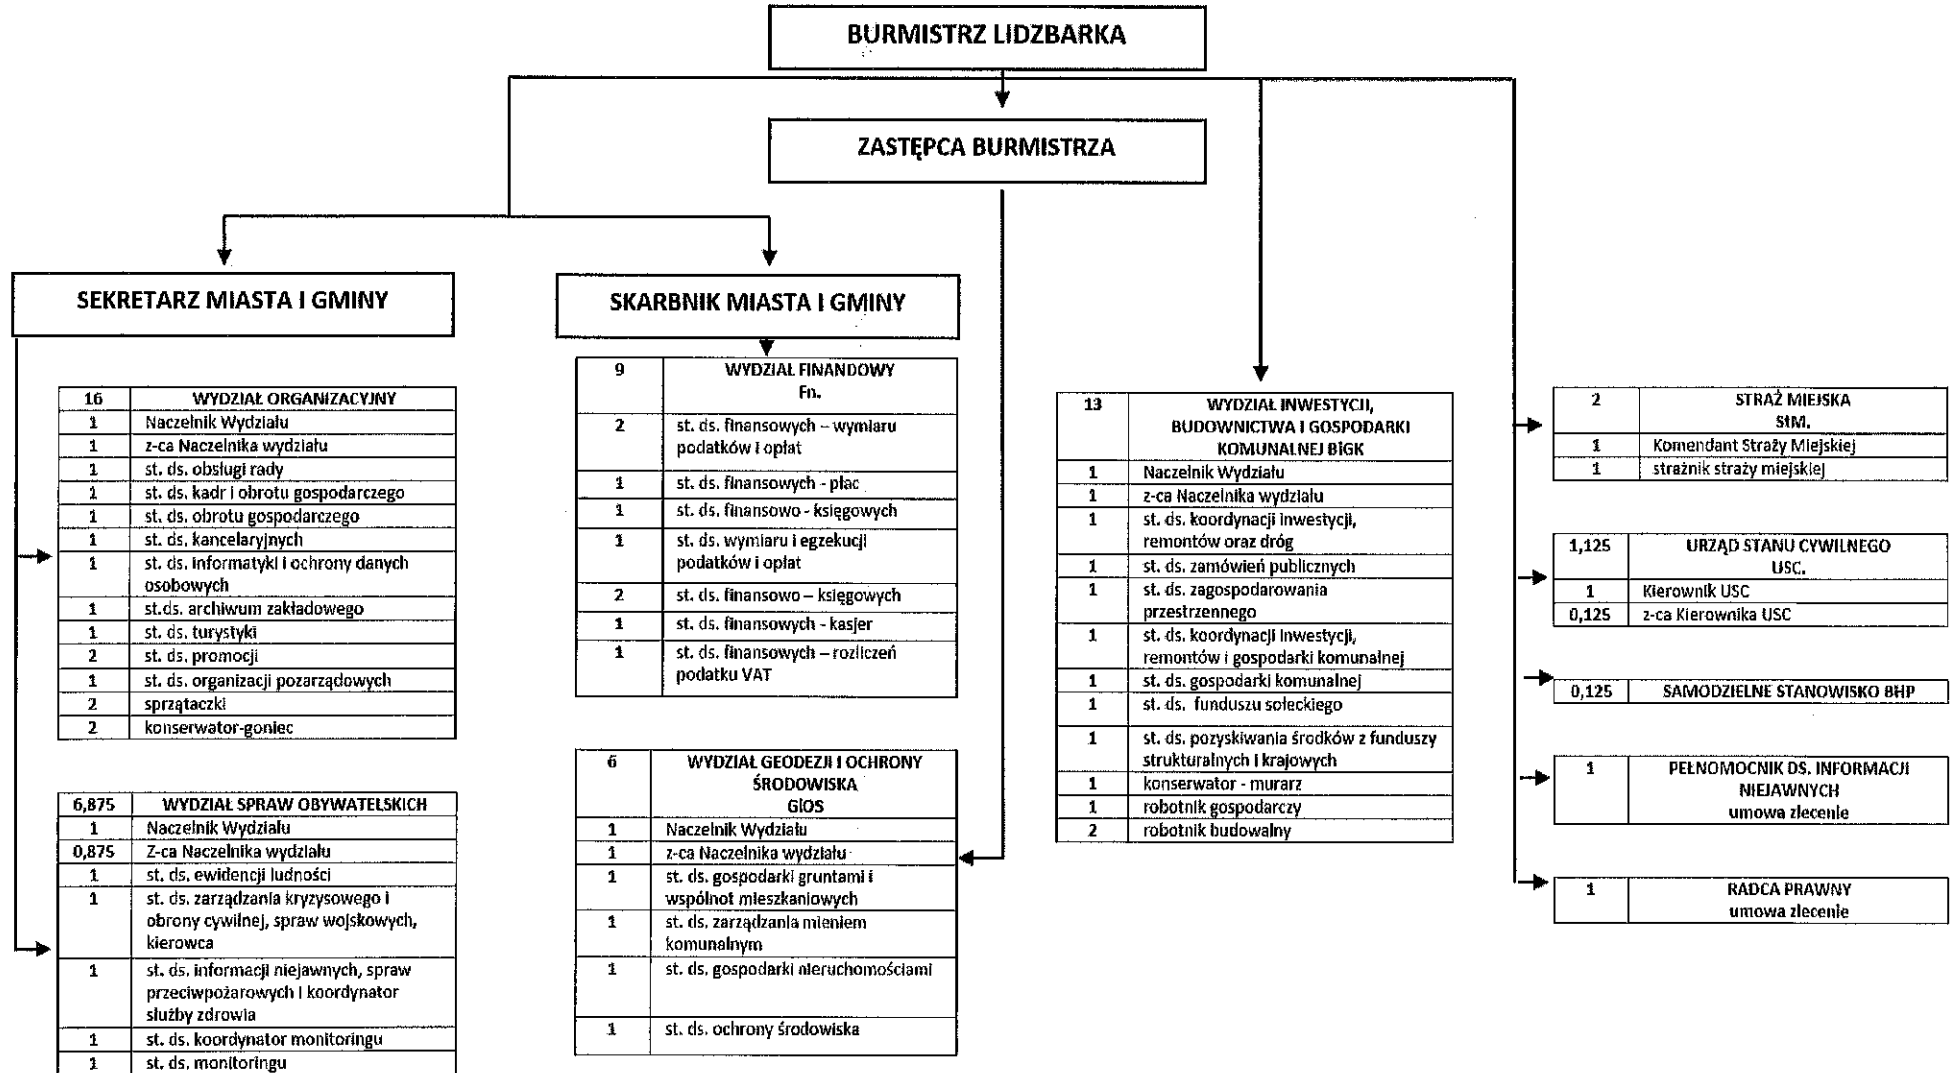 BURMISTRZ LIDZBARKA
ZASTĘPCA BURMISTRZA
SEKRETARZ MIASTA I GMINY
SKARBNIK MIASTA I GMINY
16 WYDZIAŁ ORGANIZACYJNY
1 Naczelnik Wydziału
1 z-ca Naczelnika wydziału
1 st. ds. obsługi rady
1 st. ds. kadr i obrotu gospodarczego
1 st. ds. obrotu gospodarczego
1 st. ds. kancelaryjnych
1 st. ds. informatyki i ochrony danych
osobowych
1 st.ds. archiwum zakładowego
1 st. ds. turystyki
2 st. ds. promocji
1 st. ds. organizacji pozarządowych
2 sprzątaczki
2 konserwator-goniec
6,875 WYDZIAŁ SPRAW OBYWATELSKICH
1 Naczelnik Wydziału
0,875 Z-ca Naczelnika wydziału
1 st. ds. ewidencji ludności
1 st. ds. zarządzania kryzysowego i
obrony cywilnej, spraw wojskowych,
kierowca
1 st. ds. informacji niejawnych, spraw
przeciwpożarowych i koordynator
służby zdrowia
1 st. ds. koordynator monitoringu
1 st. ds. monitoringu
9 WYDZIAŁ FINANDOWY
Fn.
2 st. ds. finansowych – wymiaru
podatków i opłat
1 st. ds. finansowych - płac
1 st. ds. finansowo - księgowych
1 st. ds. wymiaru i egzekucji
podatków i opłat
2 st. ds. finansowo – księgowych
1 st. ds. finansowych - kasjer
1 st. ds. finansowych – rozliczeń
podatku VAT
6 WYDZIAŁ GEODEZJI I OCHRONY
ŚRODOWISKA
GiOS
1 Naczelnik Wydziału
1 z-ca Naczelnika wydziału
1 st. ds. gospodarki gruntami i
wspólnot mieszkaniowych
1 st. ds. zarządzania mieniem
komunalnym
1 st. ds. gospodarki nieruchomościami
1 st. ds. ochrony środowiska
13 WYDZIAŁ INWESTYCJI,
BUDOWNICTWA I GOSPODARKI
KOMUNALNEJ BiGK
1 Naczelnik Wydziału
1 z-ca Naczelnika wydziału
1 st. ds. koordynacji inwestycji,
remontów oraz dróg
1 st. ds. zamówień publicznych
1 st. ds. zagospodarowania
przestrzennego
1 st. ds. koordynacji inwestycji,
remontów i gospodarki komunalnej
1 st. ds. gospodarki komunalnej
1 st. ds. funduszu sołeckiego
1 st. ds. pozyskiwania środków z funduszy
strukturalnych i krajowych
1 konserwator - murarz
1 robotnik gospodarczy
2 robotnik budowalny
2 STRAŻ MIEJSKA
StM.
1 Komendant Straży Miejskiej
1 strażnik straży miejskiej
1,125 URZĄD STANU CYWILNEGO
USC.
1 Kierownik USC
0,125 z-ca Kierownika USC
0,125 SAMODZIELNE STANOWISKO BHP
1 PEŁNOMOCNIK DS. INFORMACJI
NIEJAWNYCH
umowa zlecenie
1 RADCA PRAWNY
umowa zlecenie